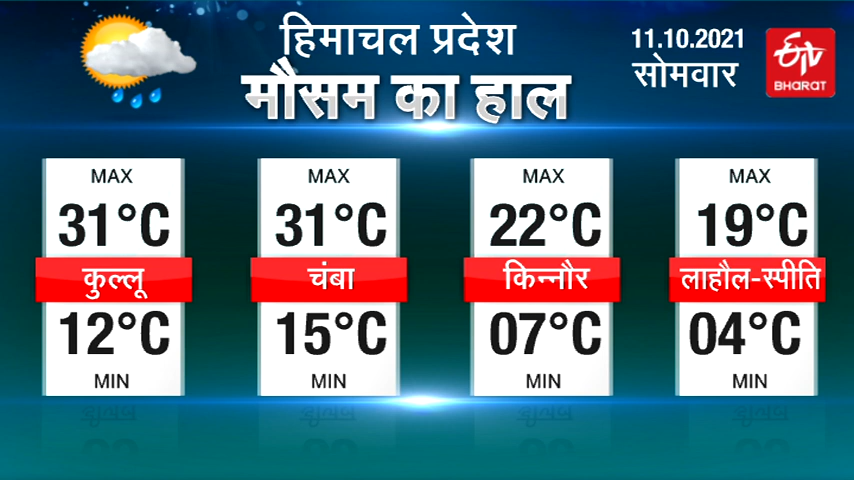 हिमाचल प्रदेश
मौसम का हाल
11.10.2021
सोमवार
ETV
BHARAT
MAX
31°C
कुल्लू
12°C
MIN
MAX
31°C
चंबा
15°C
MIN
MAX
22°C
किन्नौर
07°C
MIN
MAX
19°C
लाहौल-स्पीति
04°C
MIN